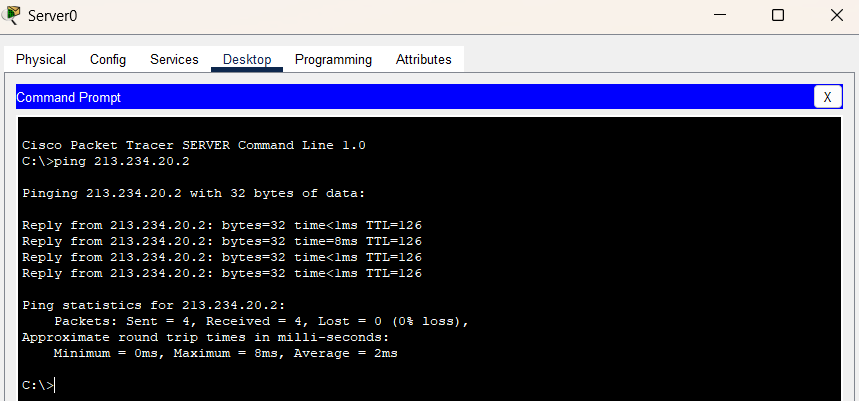 Server0
Physical Config Services Desktop Programming Attributes
Command Prompt X
Cisco Packet Tracer SERVER Command Line 1.0
C:\>ping 213.234.20.2
Pinging 213.234.20.2 with 32 bytes of data:
Reply from 213.234.20.2: bytes=32 time<1ms TTL=126
Reply from 213.234.20.2: bytes=32 time=8ms TTL=126
Reply from 213.234.20.2: bytes=32 time<1ms TTL=126
Reply from 213.234.20.2: bytes=32 time<1ms TTL=126
Ping statistics for 213.234.20.2:
Packets: Sent = 4, Received = 4, Lost = 0 (0% loss),
Approximate round trip times in milli-seconds:
Minimum = 0ms, Maximum = 8ms, Average = 2ms
C:\>